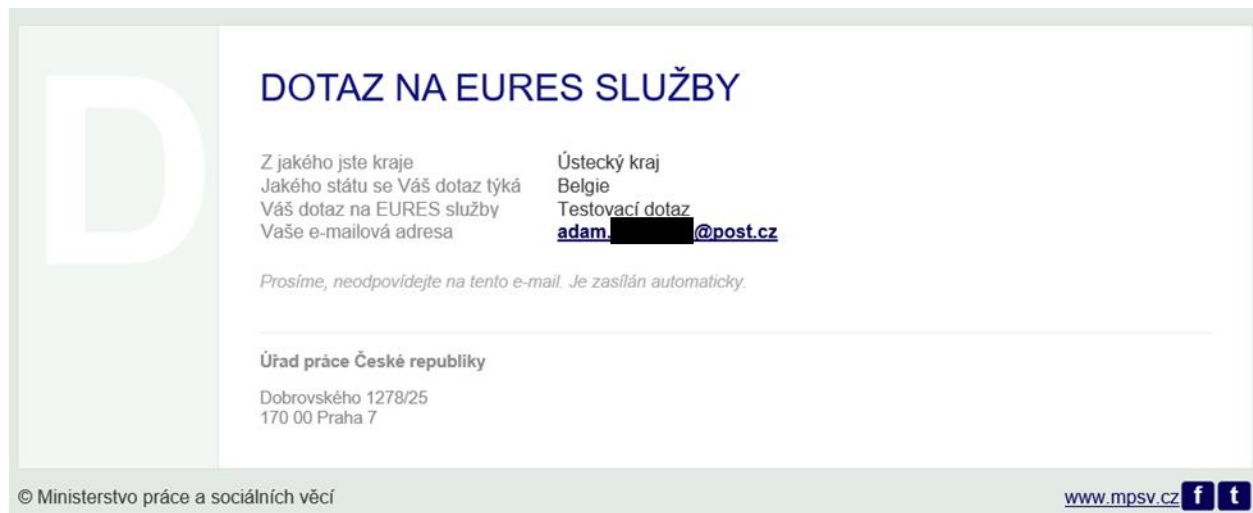 D
DOTAZ NA EURES SLUŽBY
Z jakého jste kraje Ústecký kraj
Jakého státu se Váš dotaz týká Belgie
Váš dotaz na EURES služby Testovací dotaz
Vaše e-mailová adresa adam. @post.cz
Prosíme, neodpovídejte na tento e-mail. Je zasílán automaticky.
Úřad práce České republiky
Dobrovského 1278/25
170 00 Praha 7
© Ministerstvo práce a sociálních věcí www.mpsv.cz f t